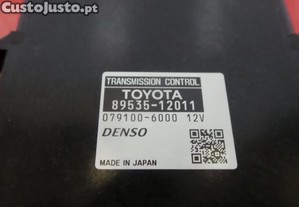 CustoJusto.pt
TRANSMISSION CONTROL
TOYOTA
89535-12011
079100-6000 12V
DENSO
MADE IN JAPAN